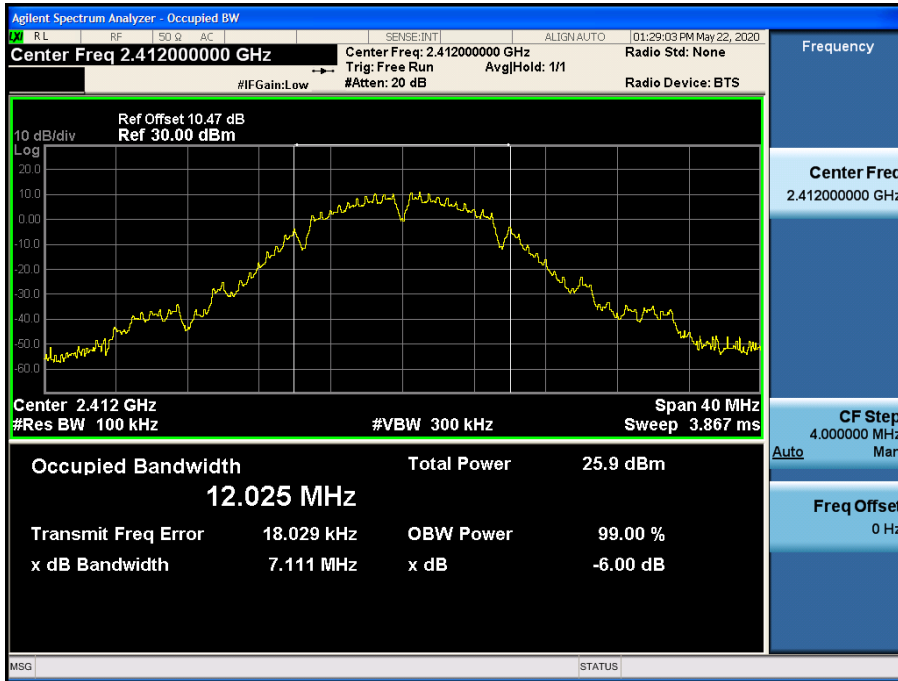 Agilent Spectrum Analyzer - Occupied BW
LXI RL RF 50 Ω AC SENSE:INT ALIGN AUTO 01:29:03 PM May 22, 2020
Center Freq 2.412000000 GHz
Center Freq: 2.412000000 GHz Radio Std: None
Trig: Free Run Avg|Hold: 1/1
#IFGain:Low #Atten: 20 dB Radio Device: BTS
Ref Offset 10.47 dB
10 dB/div Ref 30.00 dBm
Log
20.0
10.0
0.00
-10.0
-20.0
-30.0
-40.0
-50.0
-60.0
Center 2.412 GHz Span 40 MHz
#Res BW 100 kHz #VBW 300 kHz Sweep 3.867 ms
Occupied Bandwidth Total Power 25.9 dBm
12.025 MHz
Transmit Freq Error 18.029 kHz OBW Power 99.00 %
x dB Bandwidth 7.111 MHz x dB -6.00 dB
MSG STATUS
Frequency
Center Freq
2.412000000 GHz
CF Step
4.000000 MHz
Auto Man
Freq Offset
0 Hz